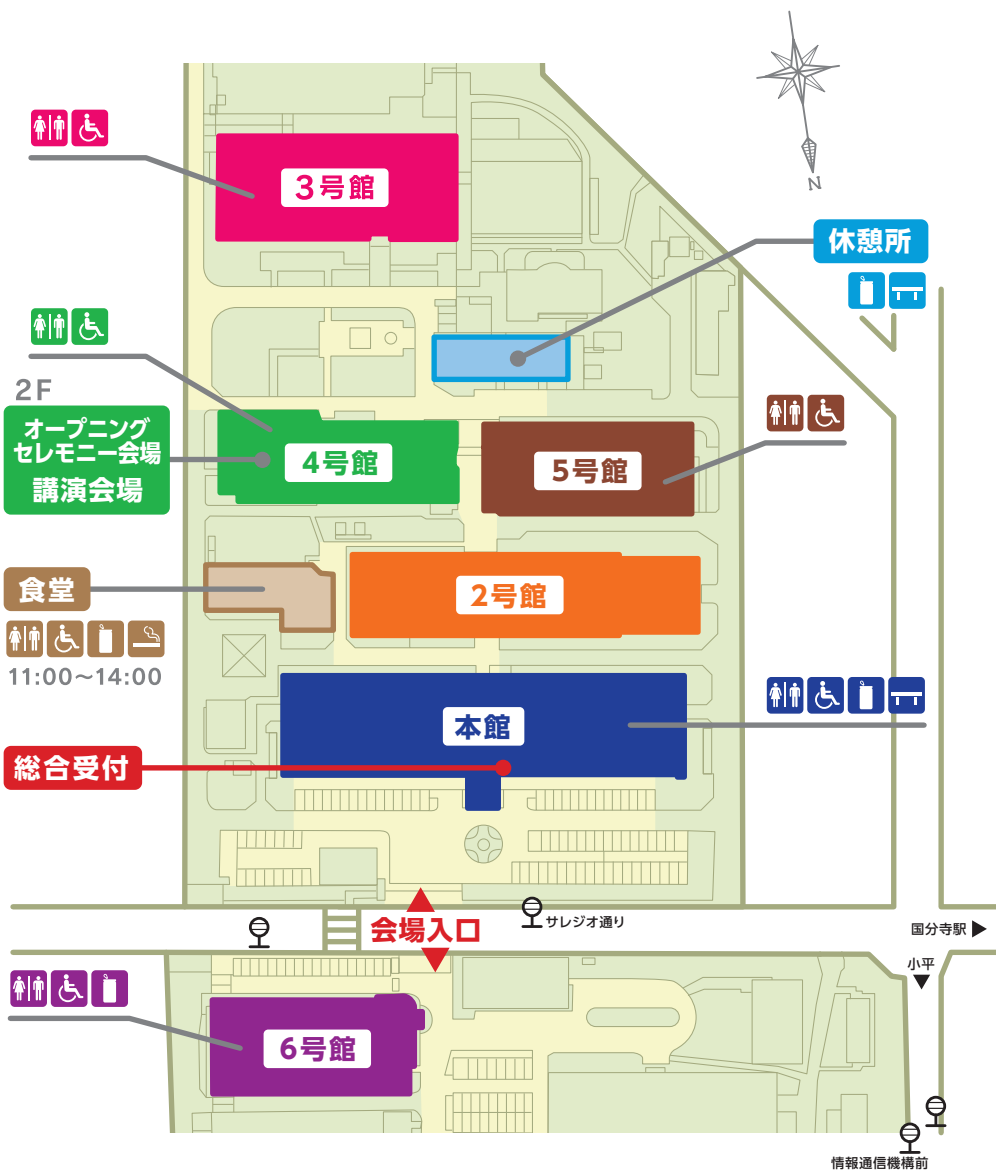 N
3号館
休憩所
2F
オープニング
セレモニー会場
講演会場
4号館
5号館
食堂
11:00～14:00
2号館
本館
総合受付
会場入口
サレジオ通り
国分寺駅 ▶
小平
▼
6号館
情報通信機構前